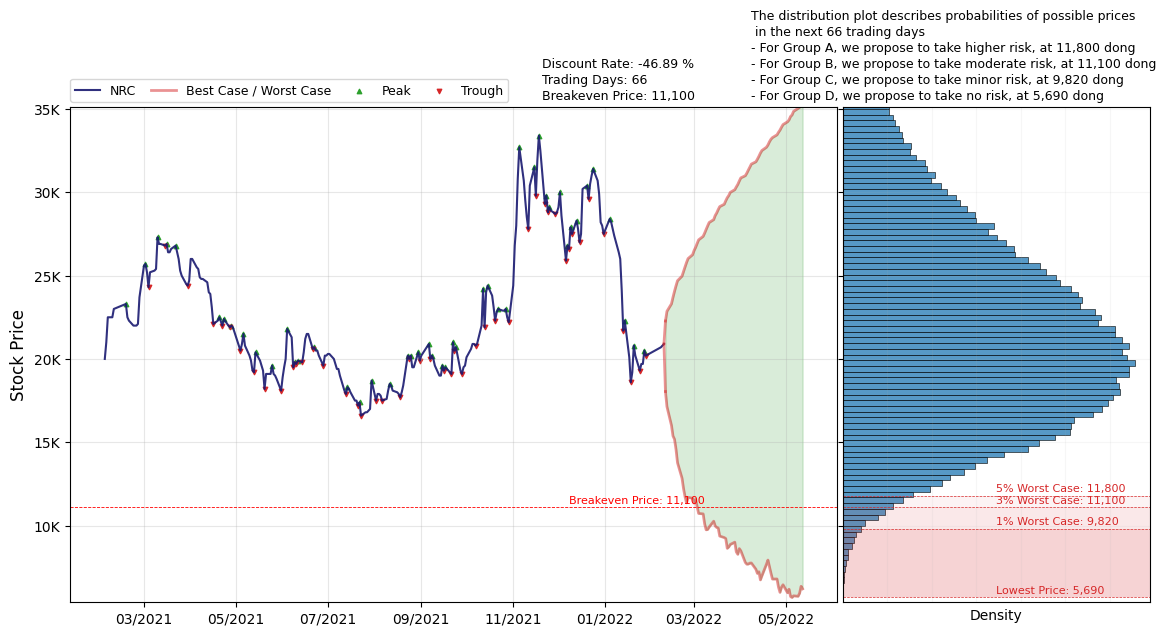 The distribution plot describes probabilities of possible prices
in the next 66 trading days
- For Group A, we propose to take higher risk, at 11,800 dong
- For Group B, we propose to take moderate risk, at 11,100 dong
- For Group C, we propose to take minor risk, at 9,820 dong
- For Group D, we propose to take no risk, at 5,690 dong
Discount Rate: -46.89 %
Trading Days: 66
Breakeven Price: 11,100
NRC
Best Case / Worst Case
Peak
Trough
Stock Price
35K
30K
25K
20K
15K
10K
Breakeven Price: 11,100
03/2021
05/2021
07/2021
09/2021
11/2021
01/2022
03/2022
05/2022
5% Worst Case: 11,800
3% Worst Case: 11,100
1% Worst Case: 9,820
Lowest Price: 5,690
Density